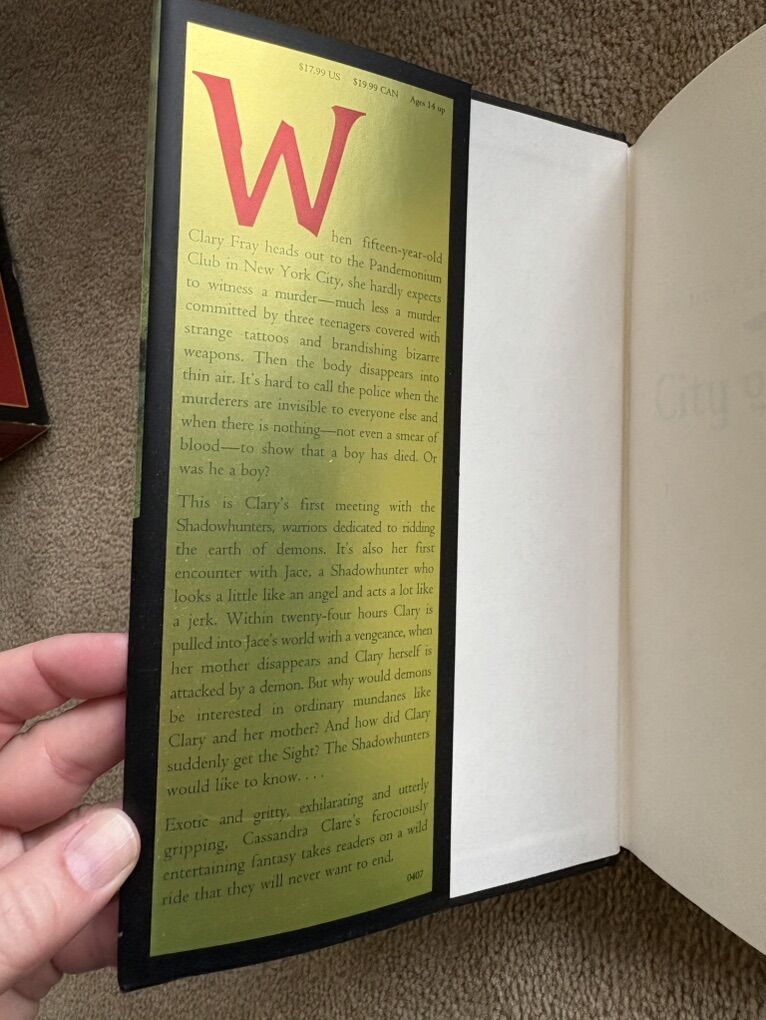 $17.99 US $19.99 CAN Ages 14 up
When fifteen-year-old
Clary Fray heads out to the Pandemonium
Club in New York City, she hardly expects
to witness a murder—much less a murder
committed by three teenagers covered with
strange tattoos and brandishing bizarre
weapons. Then the body disappears into
thin air. It's hard to call the police when the
murderers are invisible to everyone else and
when there is nothing—not even a smear of
blood—to show that a boy has died. Or
was he a boy?
This is Clary's first meeting with the
Shadowhunters, warriors dedicated to ridding
the earth of demons. It's also her first
encounter with Jace, a Shadowhunter who
looks a little like an angel and acts a lot like
a jerk. Within twenty-four hours Clary is
pulled into Jace's world with a vengeance, when
her mother disappears and Clary herself is
attacked by a demon. But why would demons
be interested in ordinary mundanes like
Clary and her mother? And how did Clary
suddenly get the Sight? The Shadowhunters
would like to know. . . .
Exotic and gritty, exhilarating and utterly
gripping, Cassandra Clare's ferociously
entertaining fantasy takes readers on a wild
ride that they will never want to end.
0407
City